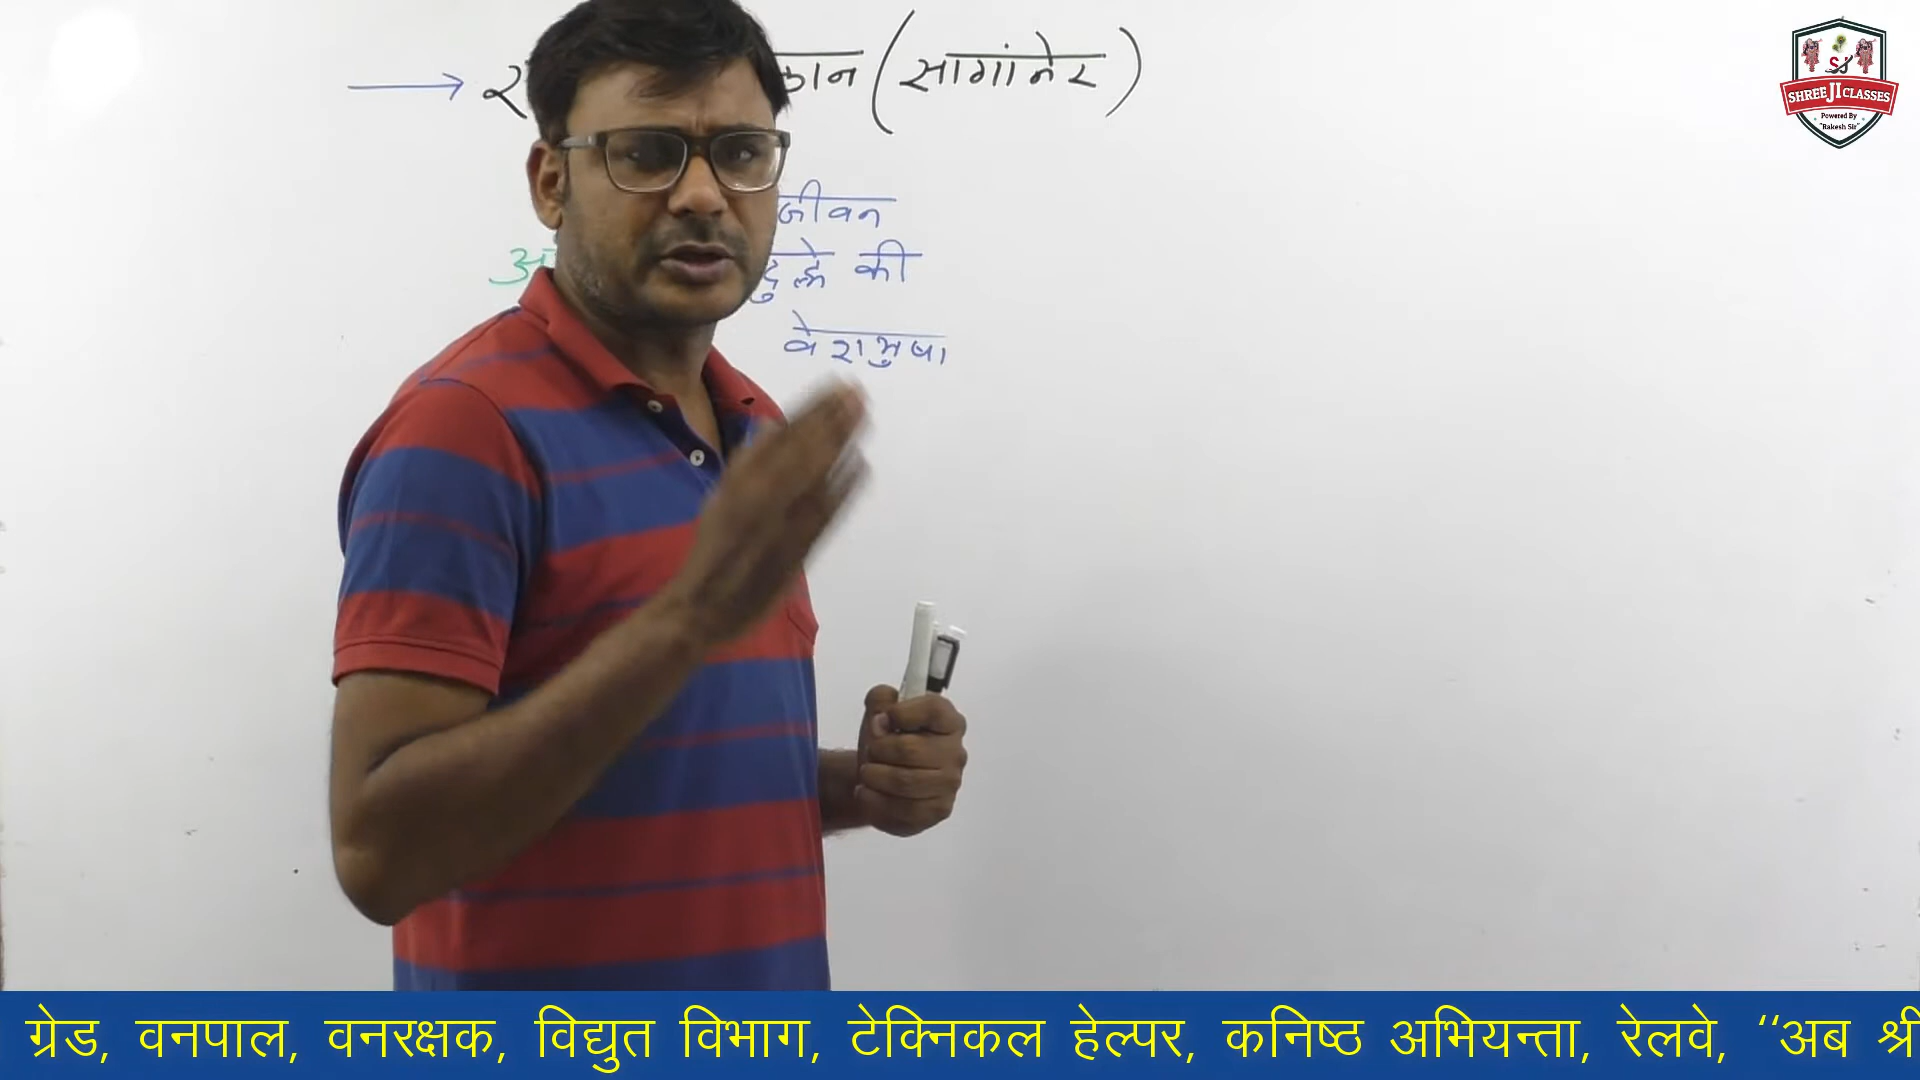 (सागांनेर)
जीवन
दुल्हे की
वेशभुषा
SJ
SHREE JI CLASSES
Powered By
"Rakesh Sir"
ग्रेड, वनपाल, वनरक्षक, विद्युत विभाग, टेक्निकल हेल्पर, कनिष्ठ अभियन्ता, रेलवे, “अब श्री